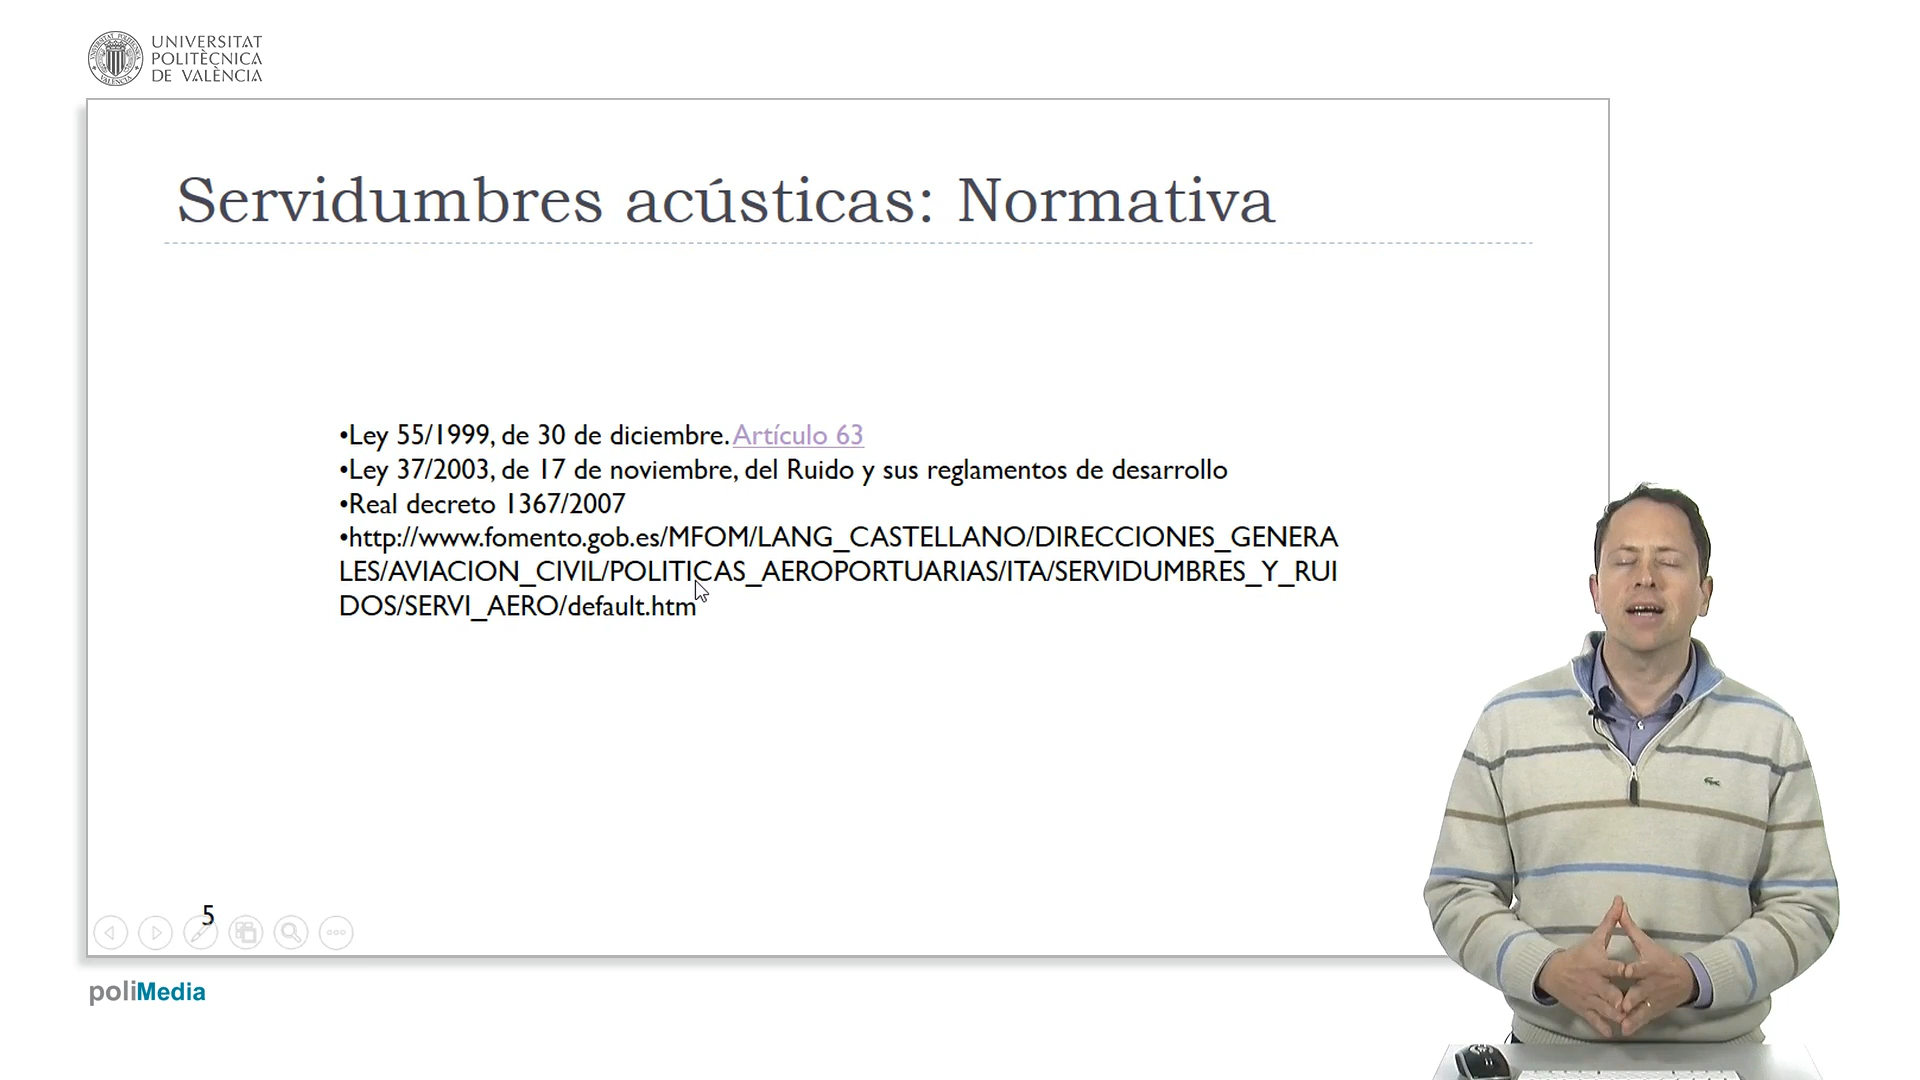 UNIVERSITAT
POLITÈCNICA
DE VALÈNCIA
Servidumbres acústicas: Normativa
•Ley 55/1999, de 30 de diciembre. Artículo 63
•Ley 37/2003, de 17 de noviembre, del Ruido y sus reglamentos de desarrollo
•Real decreto 1367/2007
•http://www.fomento.gob.es/MFOM/LANG_CASTELLANO/DIRECCIONES_GENERA
LES/AVIACION_CIVIL/POLITICAS_AEROPORTUARIAS/ITA/SERVIDUMBRES_Y_RUI
DOS/SERVI_AERO/default.htm
5
poliMedia